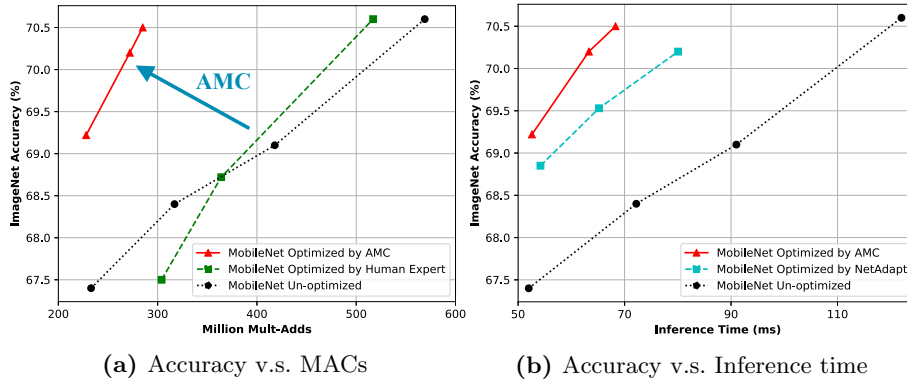 70.5
70.0
69.5
69.0
68.5
68.0
67.5
ImageNet Accuracy (%)
AMC
MobileNet Optimized by AMC
MobileNet Optimized by Human Expert
MobileNet Un-optimized
200 300 400 500 600
Million Mult-Adds
(a) Accuracy v.s. MACs
70.5
70.0
69.5
69.0
68.5
68.0
67.5
ImageNet Accuracy (%)
MobileNet Optimized by AMC
MobileNet Optimized by NetAdapt
MobileNet Un-optimized
50 70 90 110
Inference Time (ms)
(b) Accuracy v.s. Inference time